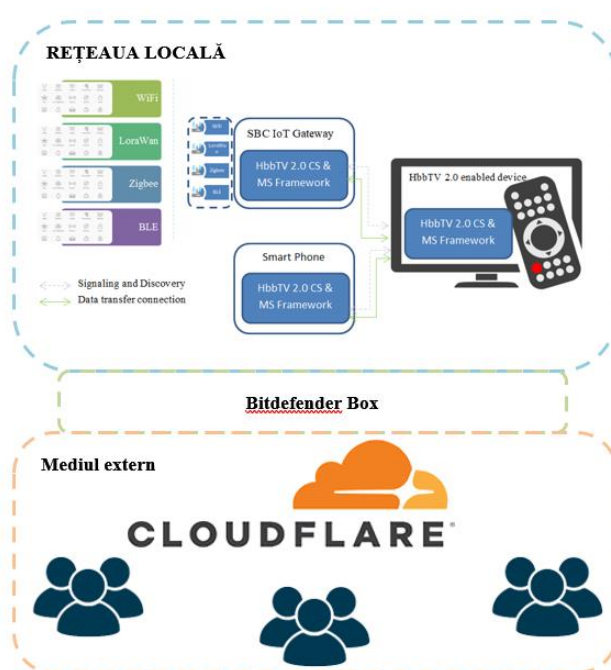 REȚEAUA LOCALĂ
WiFi
LoraWan
Zigbee
BLE
SBC IoT Gateway
HbbTV 2.0 CS &
MS Framework
HbbTV 2.0 enabled device
HbbTV 2.0 CS &
MS Framework
Smart Phone
HbbTV 2.0 CS &
MS Framework
Signaling and Discovery
Data transfer connection
Bitdefender Box
Mediul extern
CLOUDFLARE